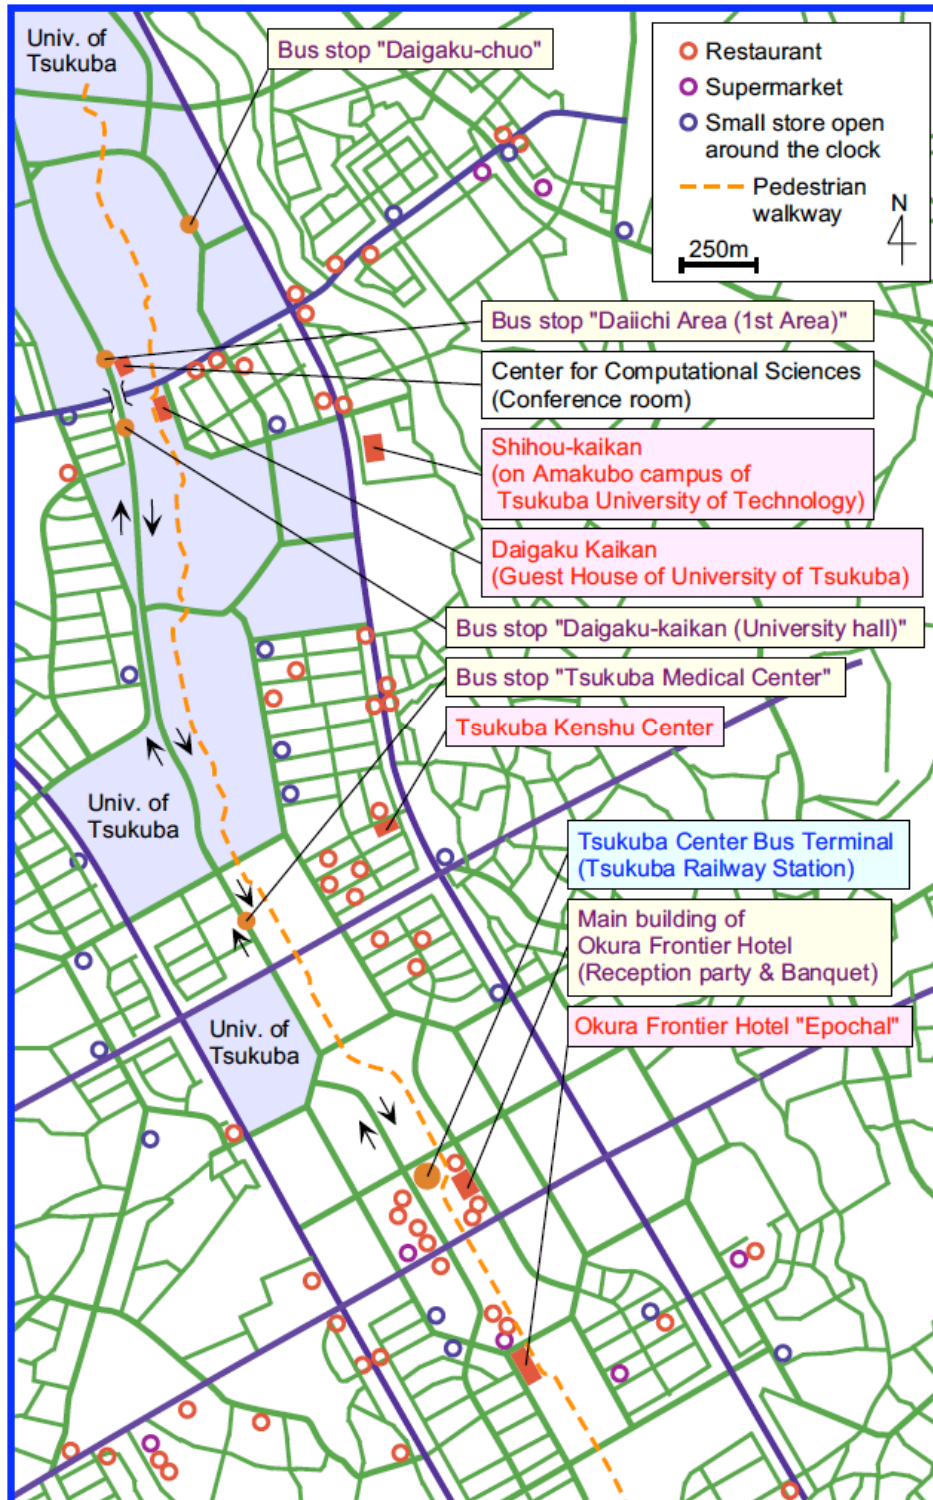 Univ. of
Tsukuba
Bus stop "Daigaku-chuo"
Restaurant
Supermarket
Small store open
around the clock
Pedestrian
walkway
N
250m
Bus stop "Daiichi Area (1st Area)"
Center for Computational Sciences
(Conference room)
Shihou-kaikan
(on Amakubo campus of
Tsukuba University of Technology)
Daigaku Kaikan
(Guest House of University of Tsukuba)
Bus stop "Daigaku-kaikan (University hall)"
Bus stop "Tsukuba Medical Center"
Tsukuba Kenshu Center
Univ. of
Tsukuba
Tsukuba Center Bus Terminal
(Tsukuba Railway Station)
Main building of
Okura Frontier Hotel
(Reception party & Banquet)
Univ. of
Tsukuba
Okura Frontier Hotel "Epochal"